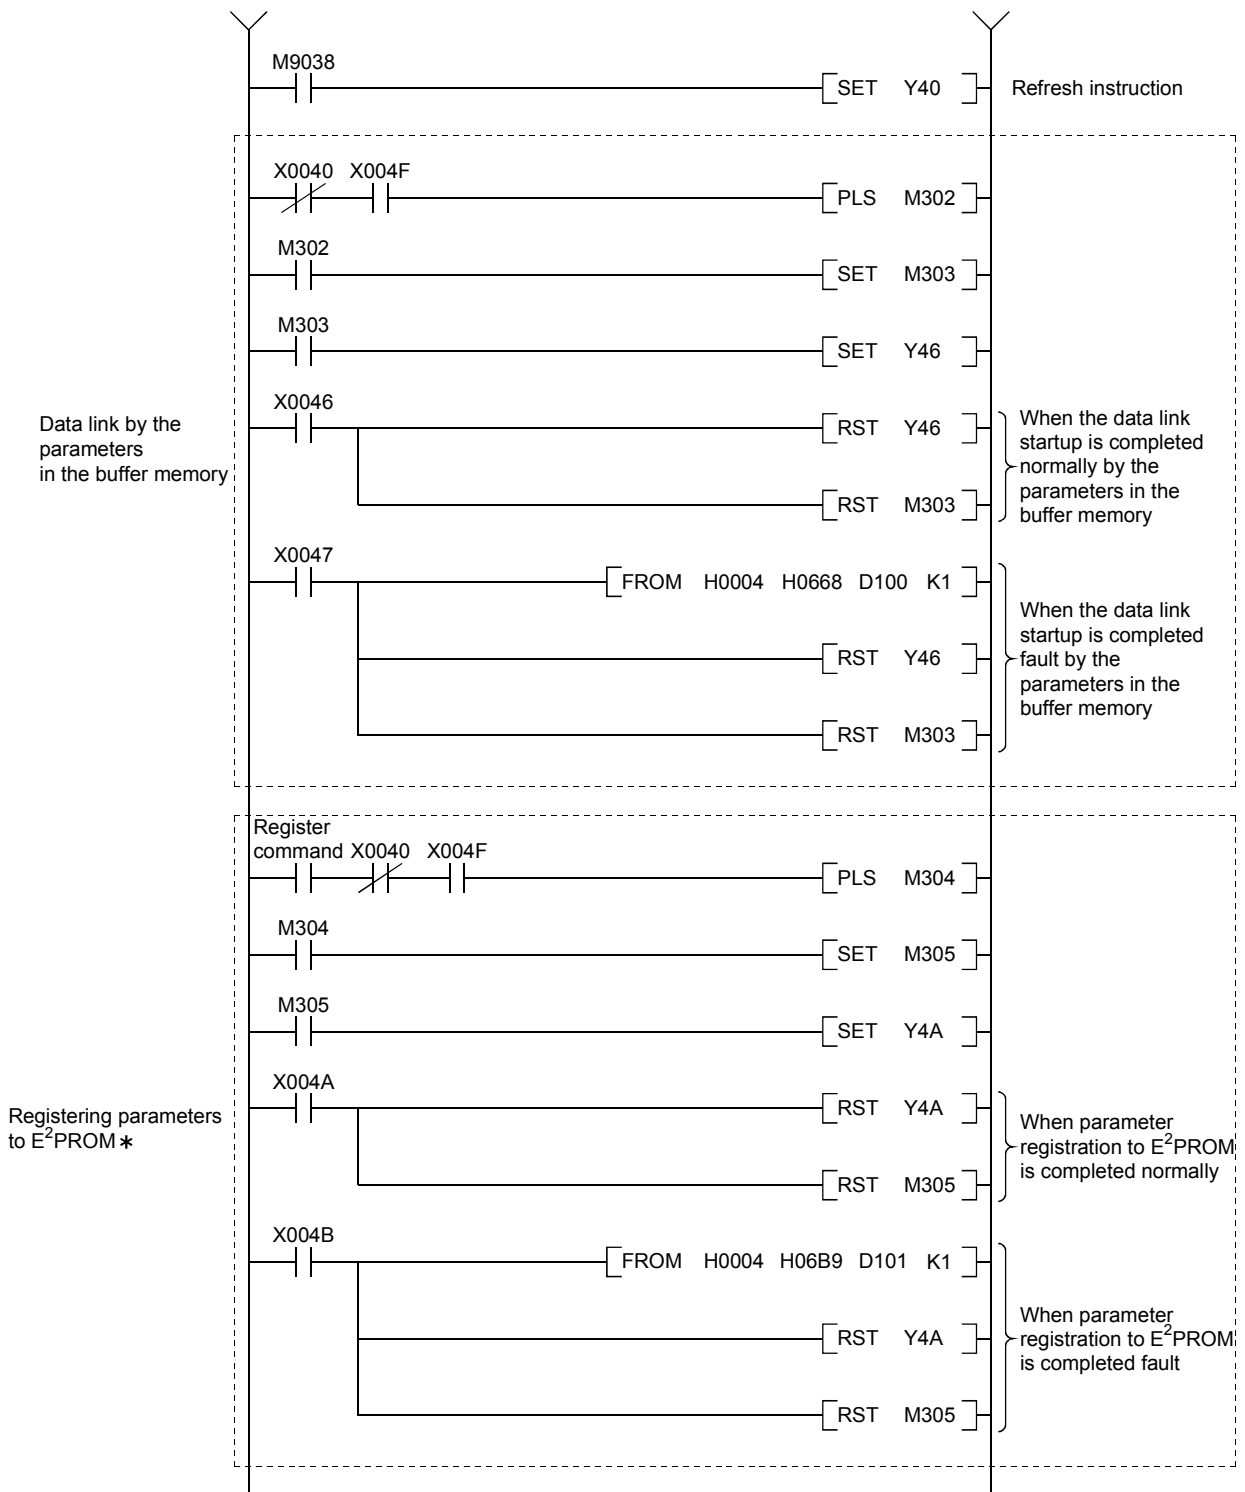 M9038
SET Y40
Refresh instruction
X0040 X004F
PLS M302
M302
SET M303
M303
SET Y46
Data link by the
parameters
in the buffer memory
X0046
RST Y46
RST M303
When the data link
startup is completed
normally by the
parameters in the
buffer memory
X0047
FROM H0004 H0668 D100 K1
RST Y46
RST M303
When the data link
startup is completed
fault by the
parameters in the
buffer memory
Register
command X0040 X004F
PLS M304
M304
SET M305
M305
SET Y4A
Registering parameters
to E²PROM∗
X004A
RST Y4A
RST M305
When parameter
registration to E²PROM
is completed normally
X004B
FROM H0004 H06B9 D101 K1
RST Y4A
RST M305
When parameter
registration to E²PROM
is completed fault